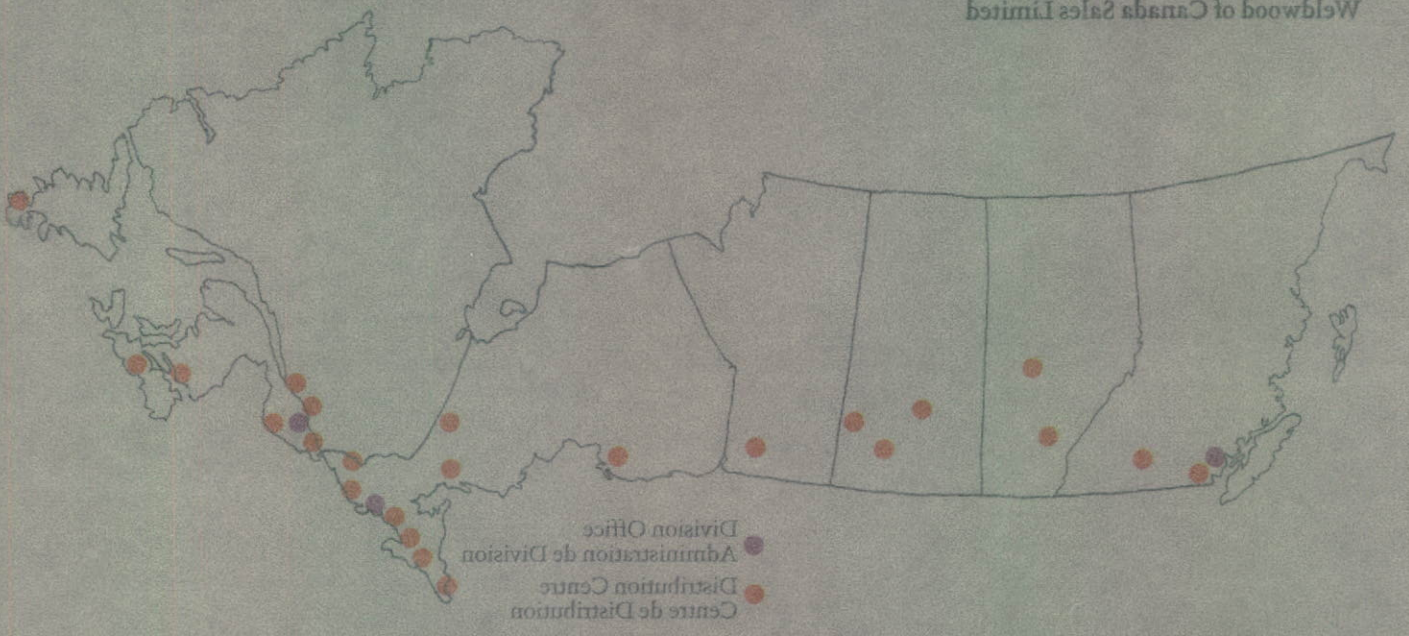 Weldwood of Canada Sales Limited
Division Office
Administration de Division
Distribution Centre
Centre de Distribution